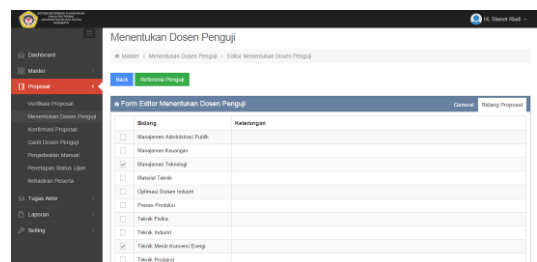 Hi, Slamet Riadi
Menentukan Dosen Penguji
Master > Menentukan Dosen Penguji > Editor Menentukan Dosen Penguji
Back
Referensi Penguji
Dashboard
Master
Proposal
Verifikasi Proposal
Menentukan Dosen Penguji
Konfirmasi Proposal
Ganti Dosen Penguji
Penjadwalan Manual
Penetapan Status Ujian
Kehadiran Peserta
Tugas Akhir
Laporan
Setting
Form Editor Menentukan Dosen Penguji
General
Bidang Proposal
Bidang
Keterangan
Manajemen Administrasi Publik
Manajemen Keuangan
Manajemen Teknologi
Material Teknik
Optimasi Sistem Industri
Proses Produksi
Teknik Fisika
Teknik Industri
Teknik Mesin Konversi Energi
Teknik Produksi